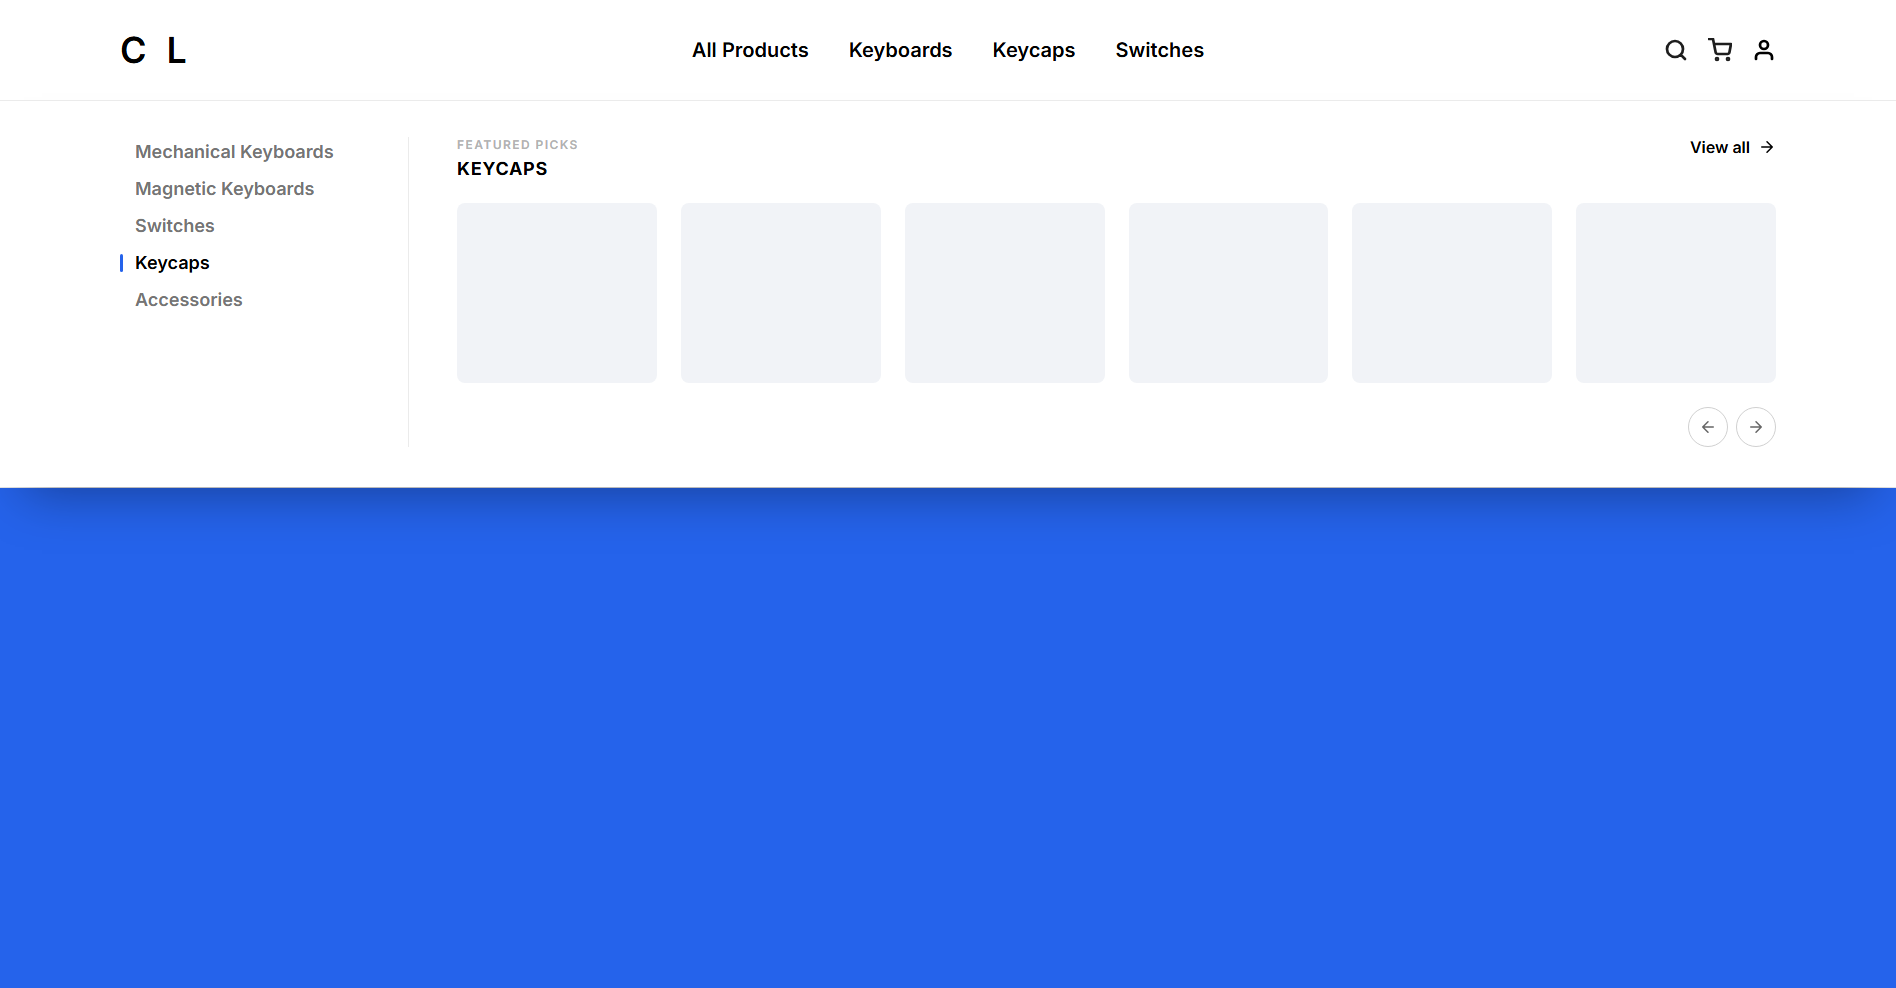 C L
All Products
Keyboards
Keycaps
Switches
Mechanical Keyboards
Magnetic Keyboards
Switches
Keycaps
Accessories
FEATURED PICKS
KEYCAPS
View all